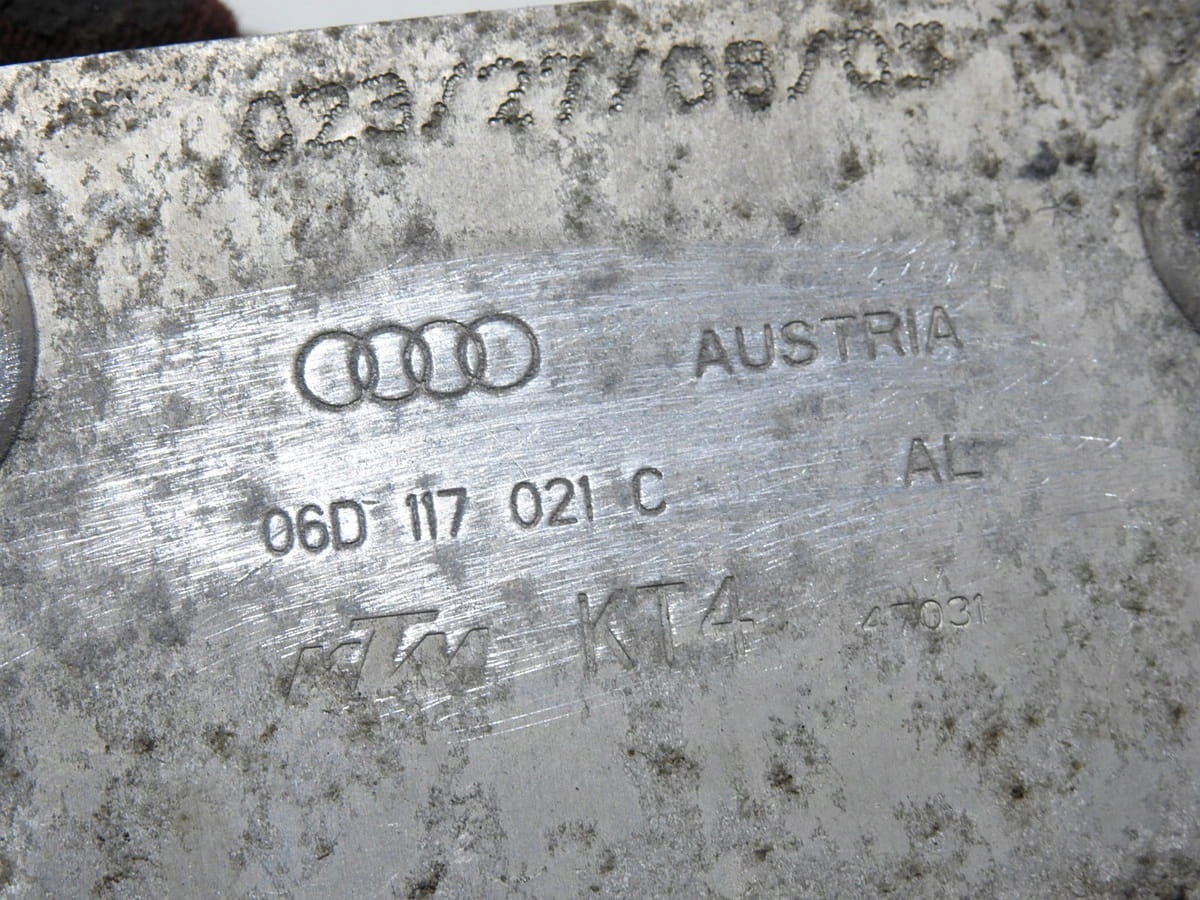 023/27/08/03
AUSTRIA
AL
06D 117 021 C
KTM KT4 47031